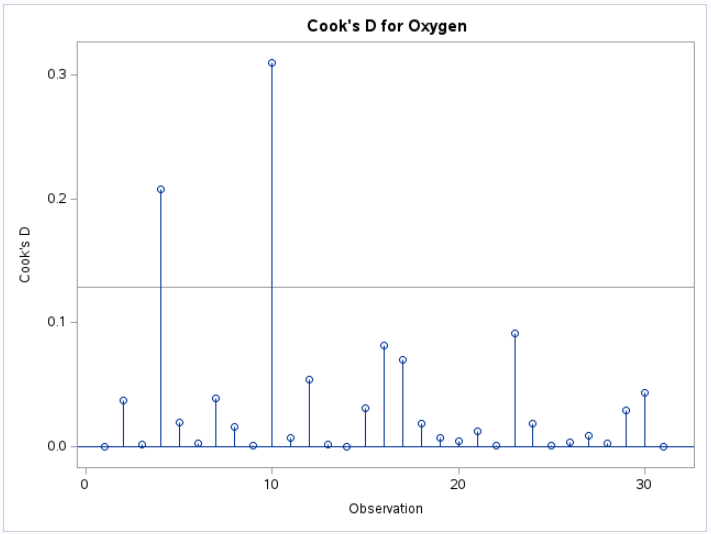 Cook's D for Oxygen
0.3
0.2
0.1
0.0
Cook's D
0 10 20 30
Observation